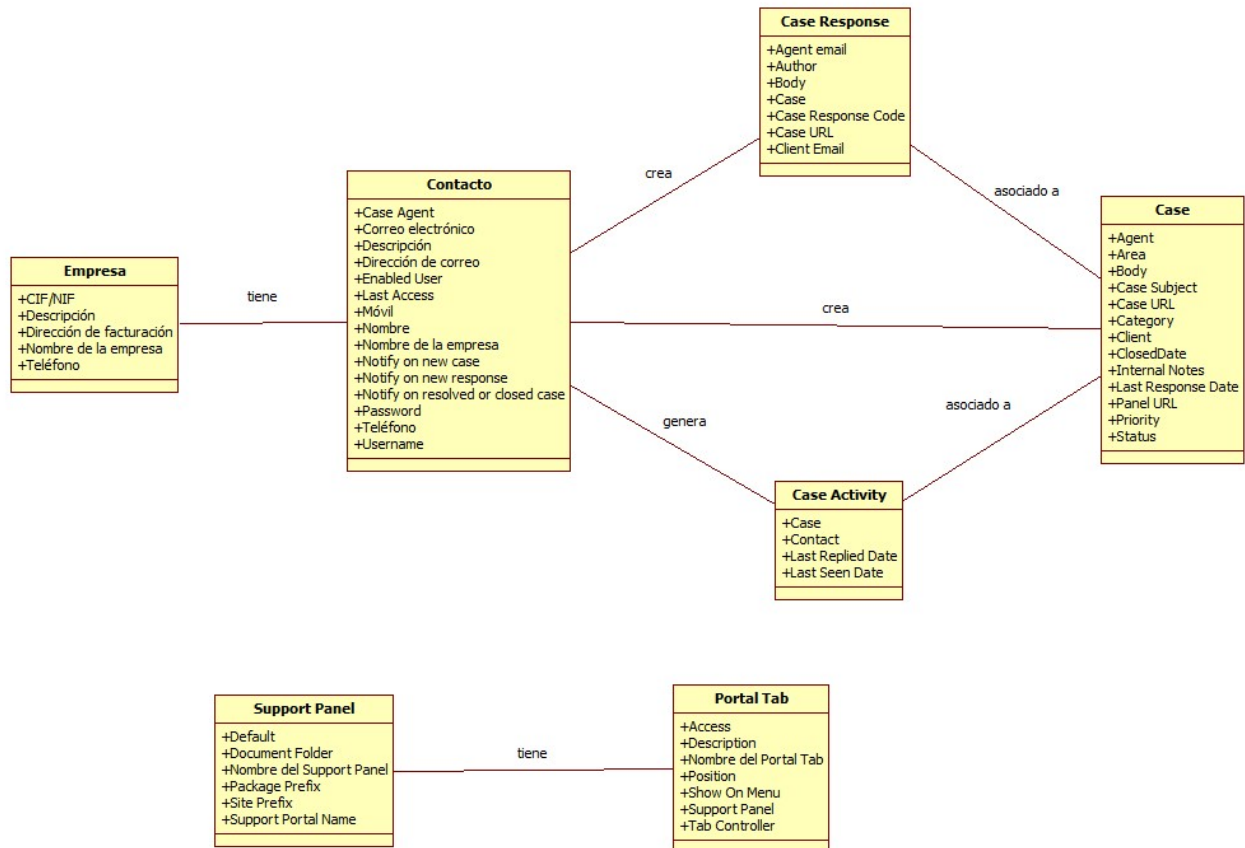 Case Response
+Agent email
+Author
+Body
+Case
+Case Response Code
+Case URL
+Client Email
crea
asociado a
Contacto
+Case Agent
+Correo electrónico
+Descripción
+Dirección de correo
+Enabled User
+Last Access
+Móvil
+Nombre
+Nombre de la empresa
+Notify on new case
+Notify on new response
+Notify on resolved or closed case
+Password
+Teléfono
+Username
Case
+Agent
+Area
+Body
+Case Subject
+Case URL
+Category
+Client
+ClosedDate
+Internal Notes
+Last Response Date
+Panel URL
+Priority
+Status
Empresa
+CIF/NIF
+Descripción
+Dirección de facturación
+Nombre de la empresa
+Teléfono
tiene
crea
genera
asociado a
Case Activity
+Case
+Contact
+Last Replied Date
+Last Seen Date
Support Panel
+Default
+Document Folder
+Nombre del Support Panel
+Package Prefix
+Site Prefix
+Support Portal Name
tiene
Portal Tab
+Access
+Description
+Nombre del Portal Tab
+Position
+Show On Menu
+Support Panel
+Tab Controller